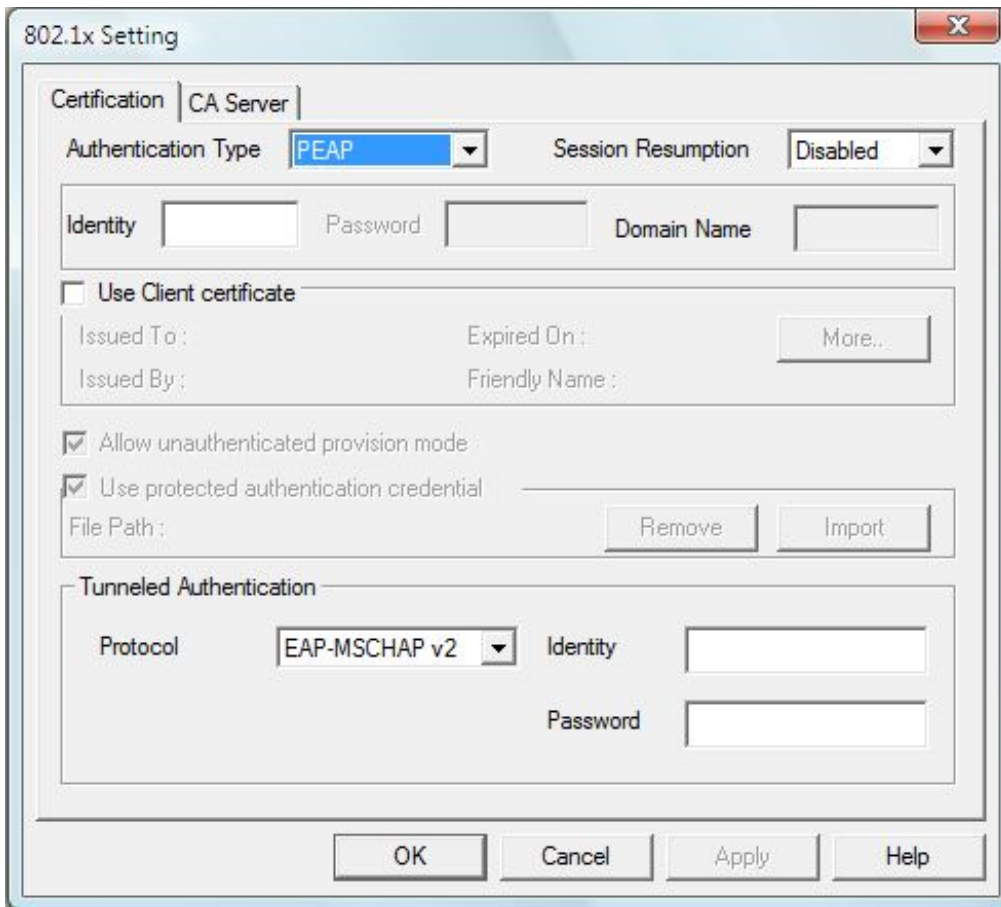 802.1x Setting
Certification CA Server
Authentication Type PEAP Session Resumption Disabled
Identity Password Domain Name
Use Client certificate
Issued To : Expired On : More..
Issued By : Friendly Name :
Allow unauthenticated provision mode
Use protected authentication credential
File Path : Remove Import
Tunneled Authentication
Protocol EAP-MSCHAP v2 Identity
Password
OK Cancel Apply Help